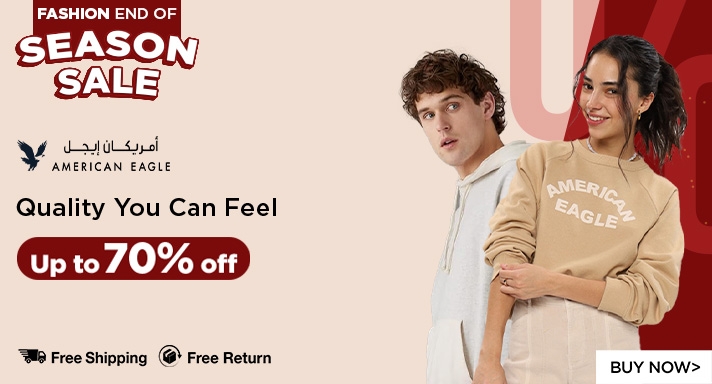 FASHION END OF
SEASON
SALE
أمريكان إيجل
AMERICAN EAGLE
Quality You Can Feel
Up to 70% off
AMERICAN
EAGLE
Free Shipping Free Return
BUY NOW>